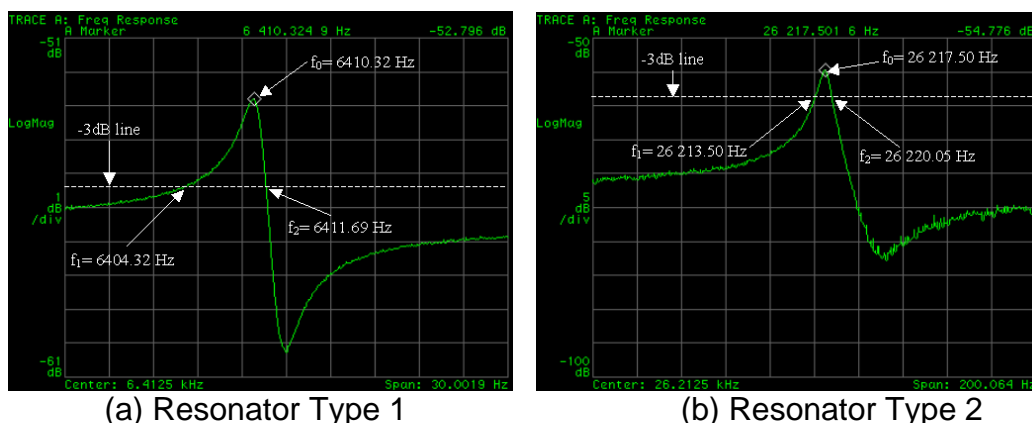 TRACE A: Freq Response
A Marker 6 410.324 9 Hz -52.796 dB
-51
dB
f₀= 6410.32 Hz
LogMag
-3dB line
1
dB
/div
f₂= 6411.69 Hz
f₁= 6404.32 Hz
-61
dB
Center: 6.4125 kHz Span: 30.0019 Hz
(a) Resonator Type 1
TRACE A: Freq Response
A Marker 26 217.501 6 Hz -54.776 dB
-50
dB
f₀= 26 217.50 Hz
-3dB line
LogMag
f₁= 26 213.50 Hz
f₂= 26 220.05 Hz
5
dB
/div
-100
dB
Center: 26.2125 kHz Span: 200.064 Hz
(b) Resonator Type 2